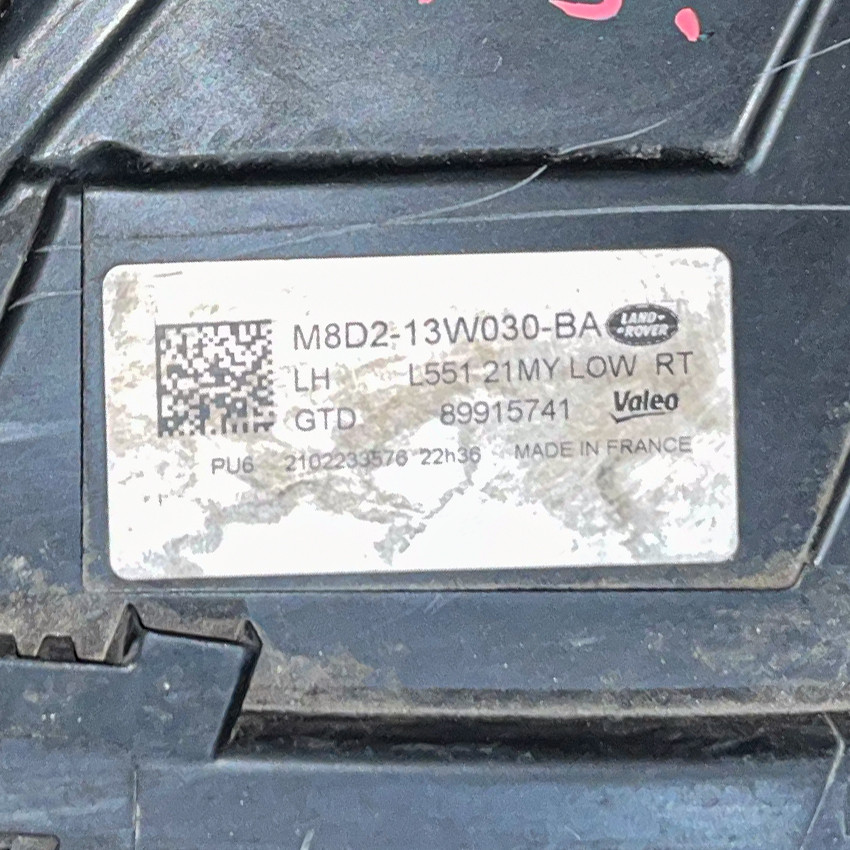 M8D2-13W030-BA LAND ROVER
LH L551 21MY LOW RT
GTD 89915741 Valeo
PU6 2102233576 22h36 MADE IN FRANCE